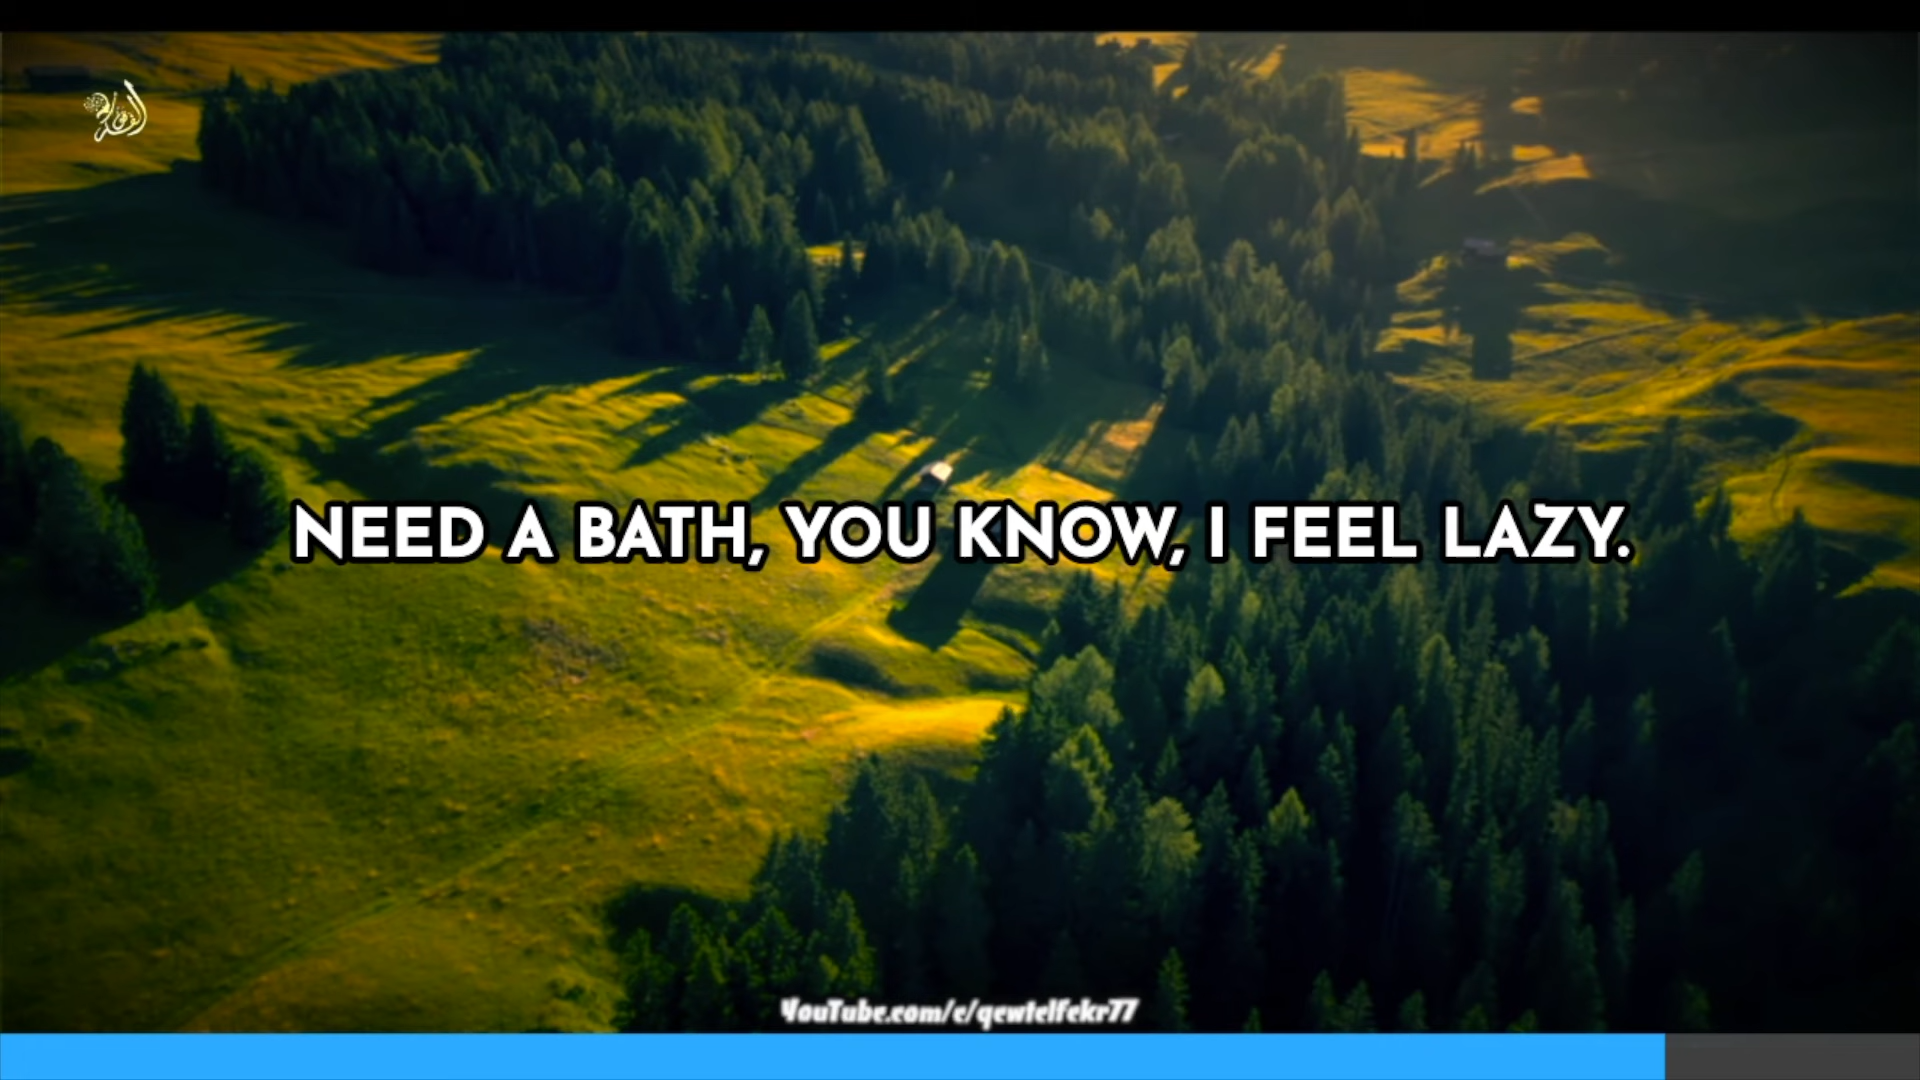 NEED A BATH, YOU KNOW, I FEEL LAZY.
YouTube.com/c/qewtelfekr77